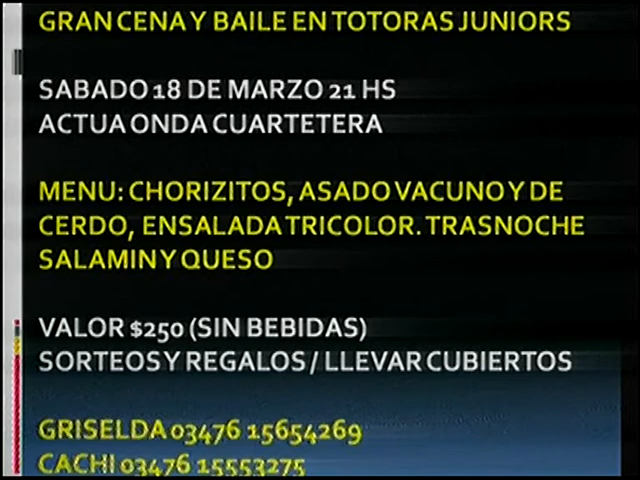 GRAN CENA Y BAILE EN TOTORAS JUNIORS
SABADO 18 DE MARZO 21 HS
ACTUA ONDA CUARTETERA
MENU: CHORIZITOS, ASADO VACUNO Y DE
CERDO, ENSALADA TRICOLOR. TRASNOCHE
SALAMIN Y QUESO
VALOR $250 (SIN BEBIDAS)
SORTEOS Y REGALOS / LLEVAR CUBIERTOS
GRISELDA 03476 15654269
CACHI 03476 15553275